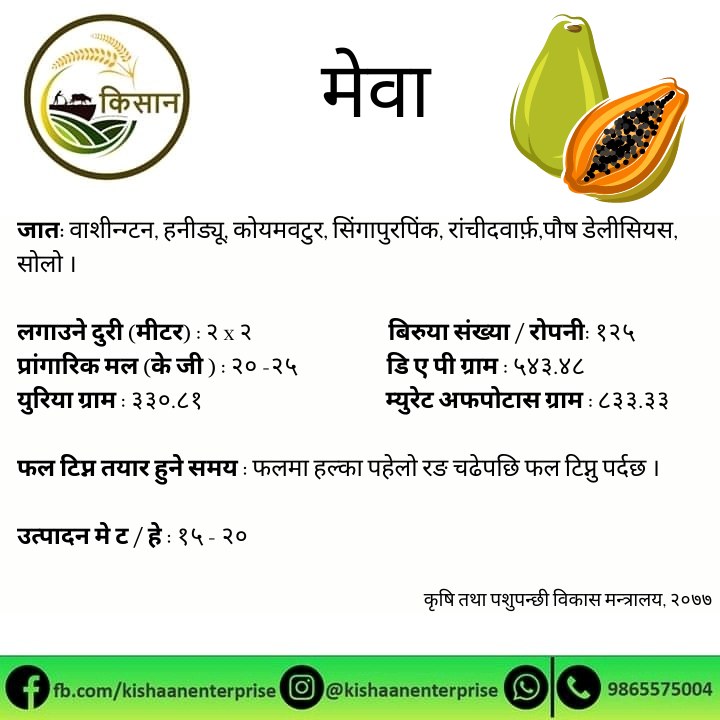 किसान
मेवा
जात: वाशीन्ग्टन, हनीड्यू, कोयमवटुर, सिंगापुरपिंक, रांचीदवार्फ़,पौष डेलीसियस,
सोलो ।
लगाउने दुरी (मीटर) : २ x २ बिरुया संख्या / रोपनी: १२५
प्रांगारिक मल (के जी ) : २० -२५ डि ए पी ग्राम : ५४३.४८
युरिया ग्राम : ३३०.८१ म्युरेट अफपोटास ग्राम : ८३३.३३
फल टिप्न तयार हुने समय : फलमा हल्का पहेलो रङ चढेपछि फल टिप्नु पर्दछ ।
उत्पादन मे ट / हे : १५ - २०
कृषि तथा पशुपन्छी विकास मन्त्रालय, २०७७
fb.com/kishaanenterprise @kishaanenterprise 9865575004